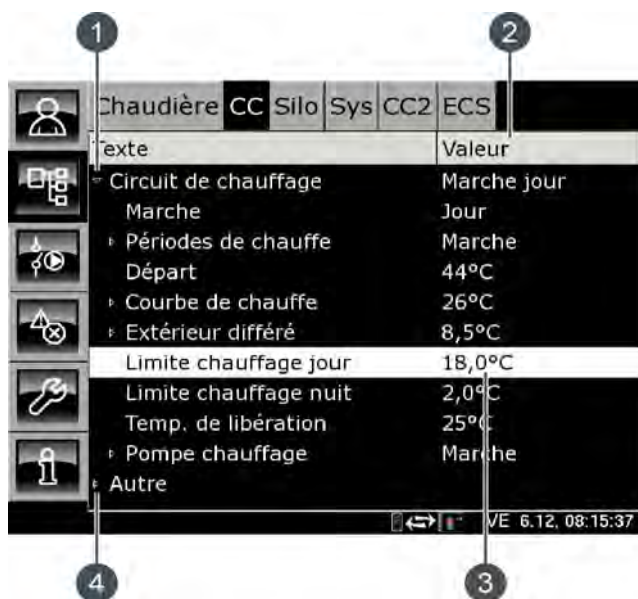 1 2
Chaudière CC Silo Sys CC2 ECS
Texte Valeur
Circuit de chauffage Marche jour
Marche Jour
Périodes de chauffe Marche
Départ 44°C
Courbe de chauffe 26°C
Extérieur différé 8,5°C
Limite chauffage jour 18,0°C
Limite chauffage nuit 2,0°C
Temp. de libération 25°C
Pompe chauffage Marche
Autre
VE 6.12, 08:15:37
4 3